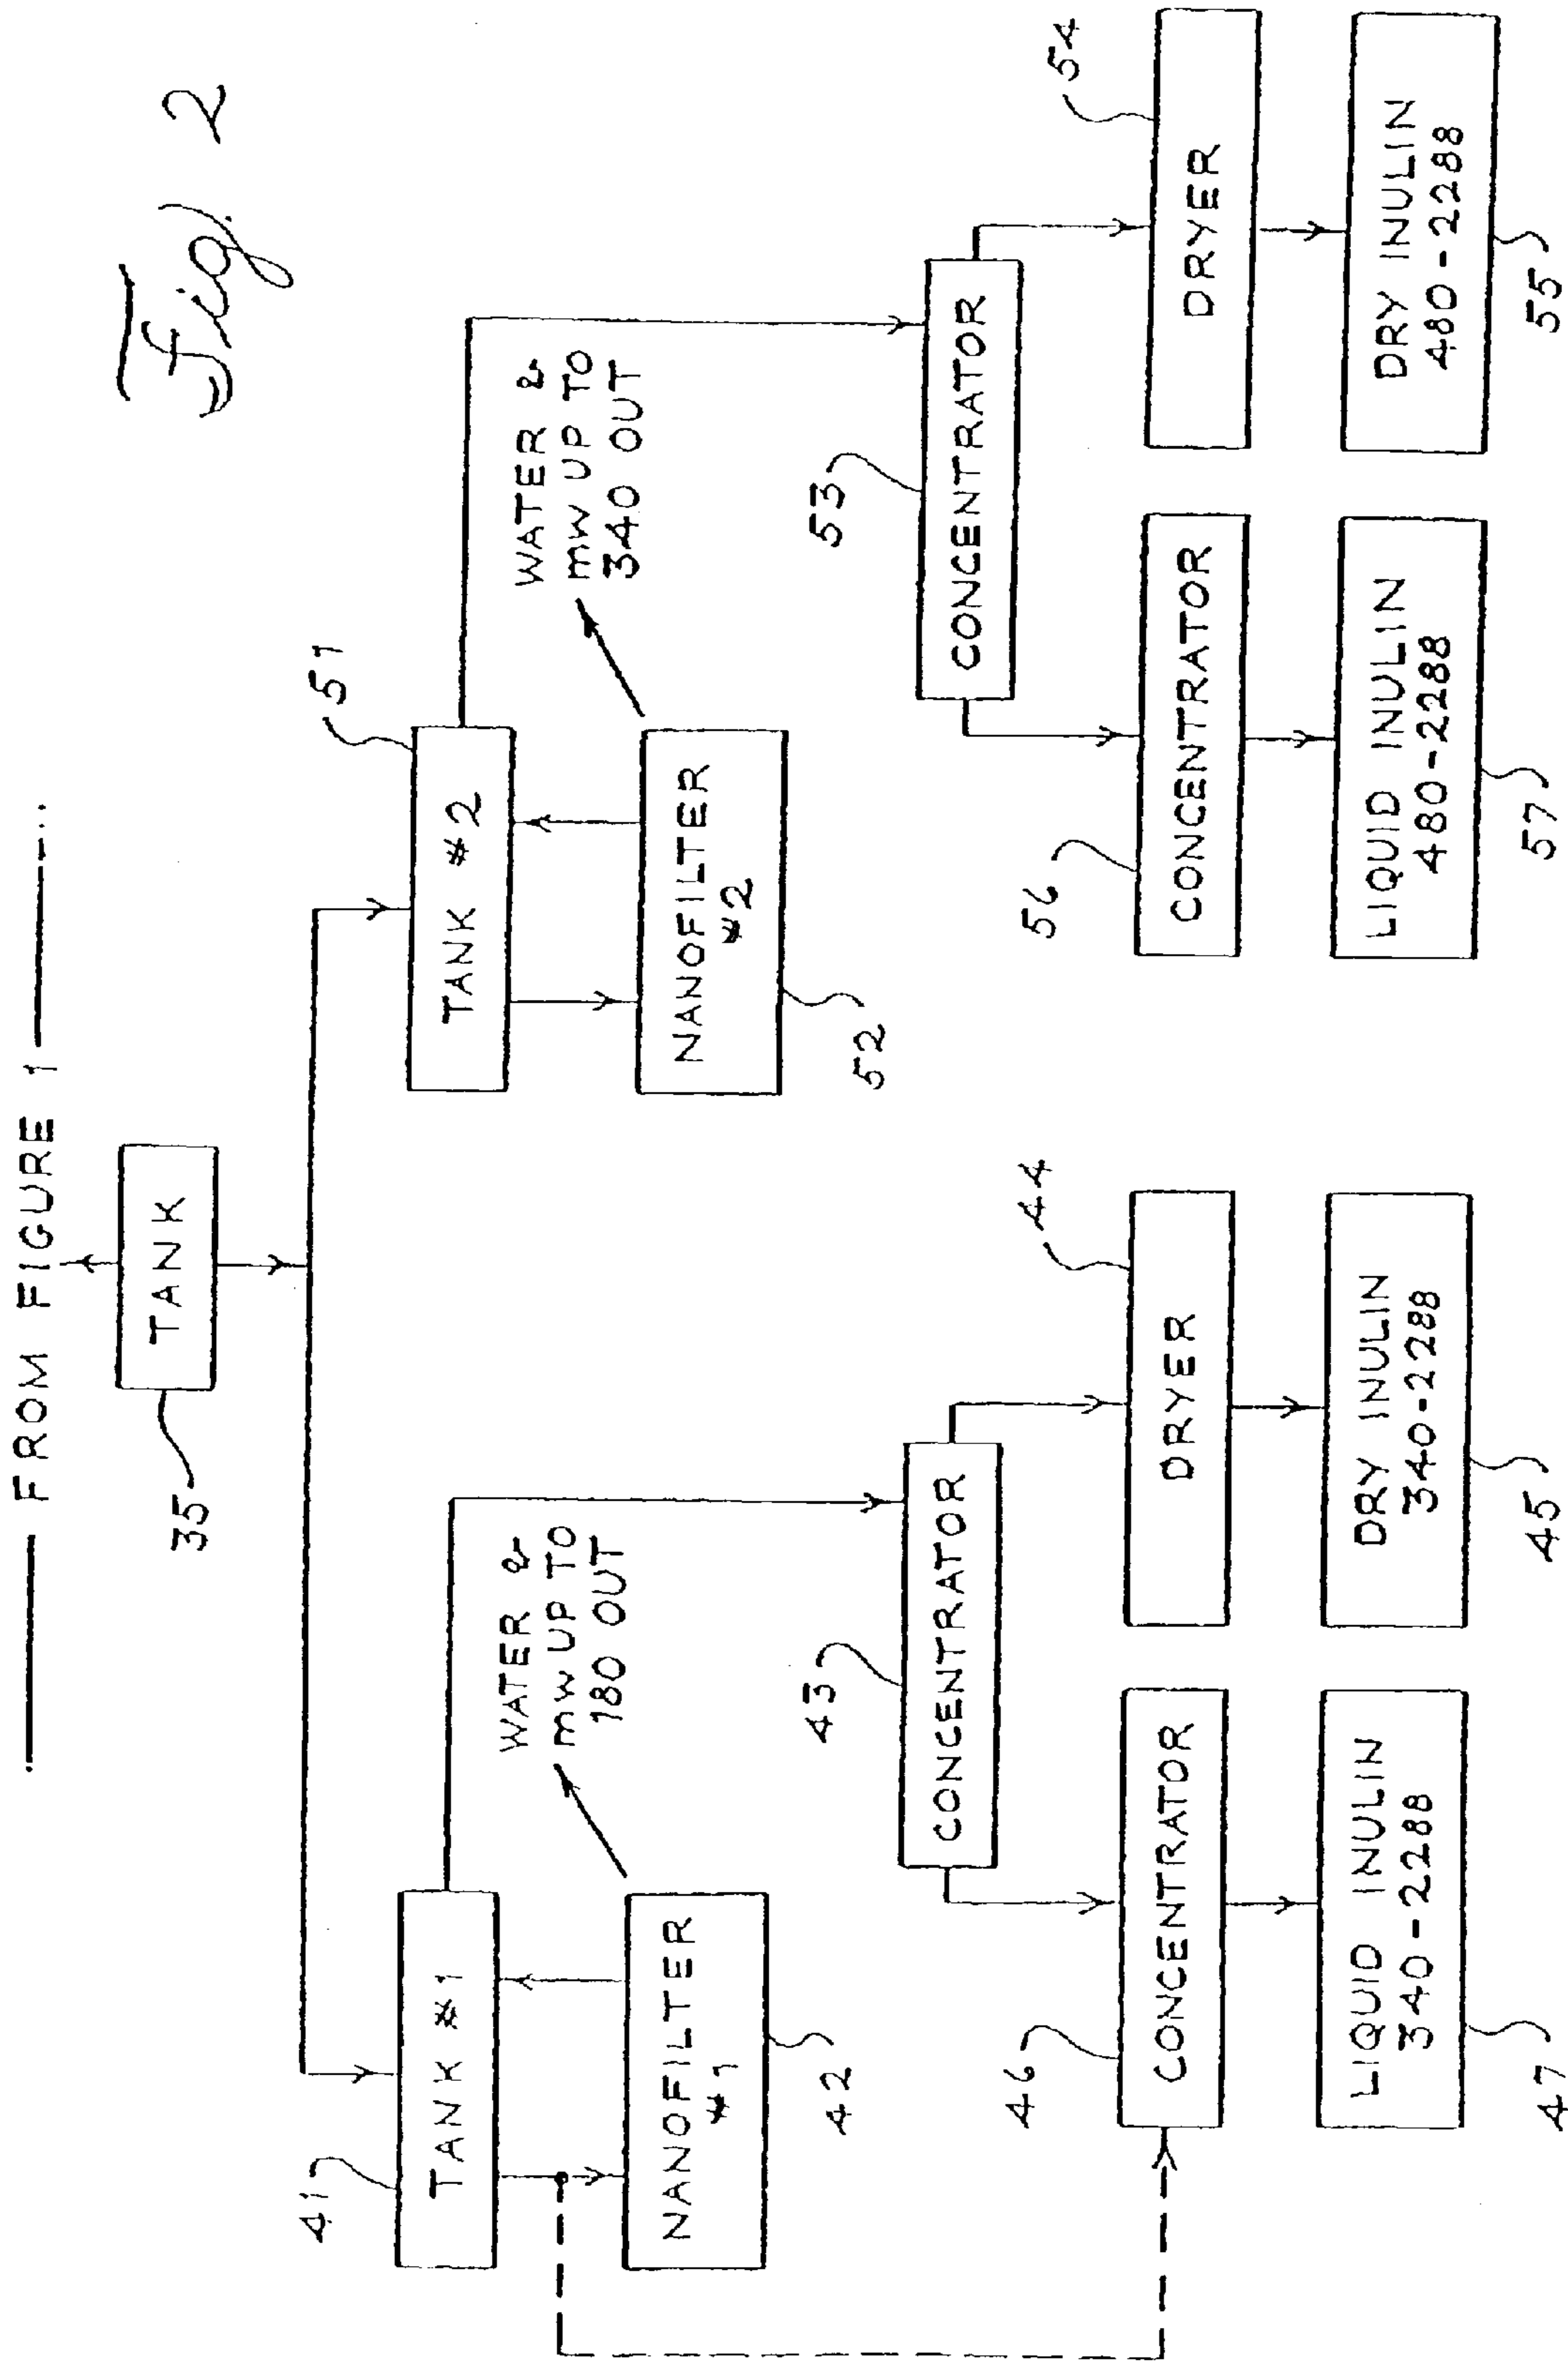 Fig. 2
FROM FIGURE 1
TANK
35
41
TANK #1
NANOFILTER
#1
42
WATER &
mw UP TO
180 OUT
43
CONCENTRATOR
46
CONCENTRATOR
LIQUID INULIN
340-2288
47
44
DRYER
DRY INULIN
340-2288
45
51
TANK #2
NANOFILTER
#2
52
WATER &
mw UP TO
340 OUT
53
CONCENTRATOR
56
CONCENTRATOR
LIQUID INULIN
480-2288
57
54
DRYER
DRY INULIN
480-2288
55